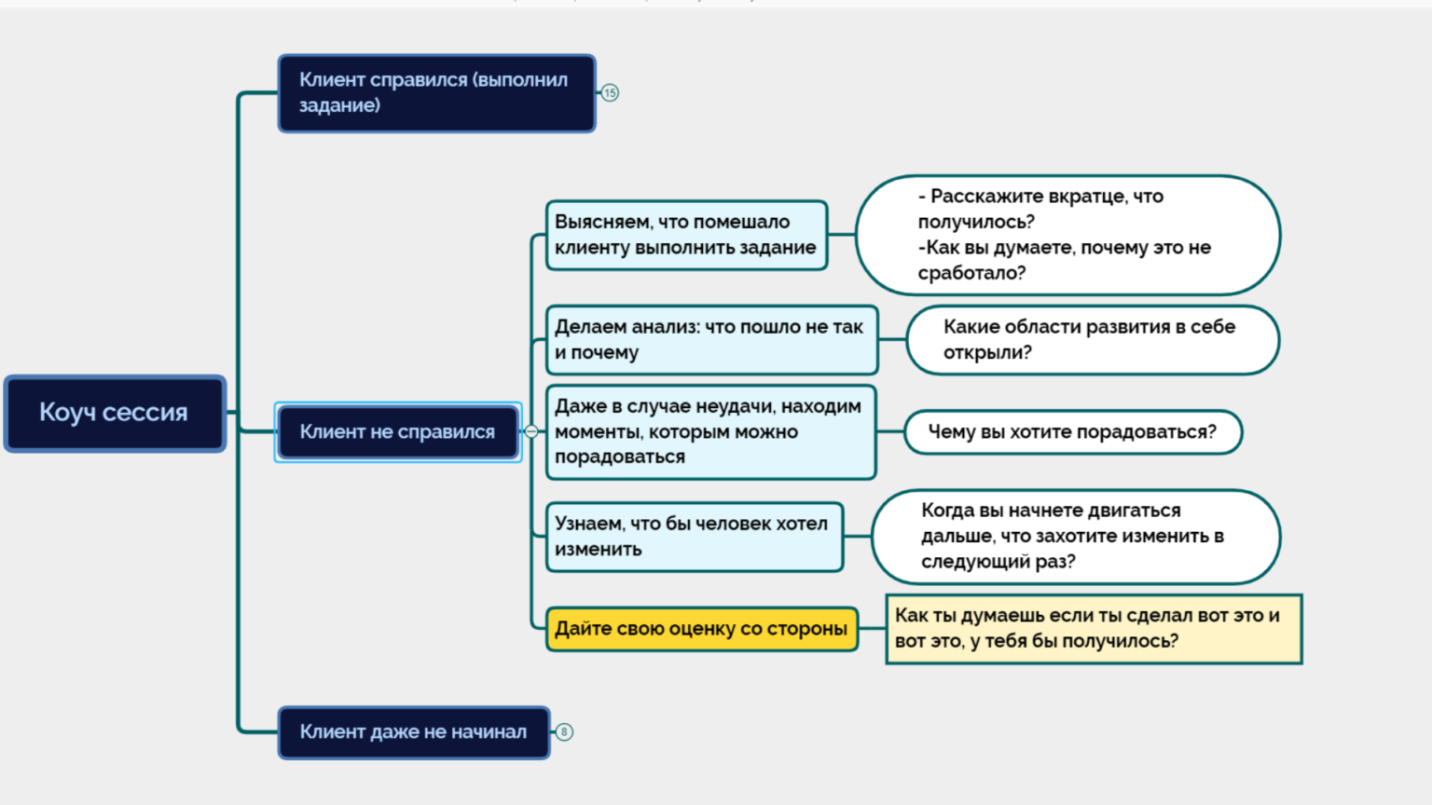 Клиент справился (выполнил
задание)
15
Коуч сессия
Клиент не справился
Выясняем, что помешало
клиенту выполнить задание
- Расскажите вкратце, что
получилось?
-Как вы думаете, почему это не
сработало?
Делаем анализ: что пошло не так
и почему
Какие области развития в себе
открыли?
Даже в случае неудачи, находим
моменты, которым можно
порадоваться
Чему вы хотите порадоваться?
Узнаем, что бы человек хотел
изменить
Когда вы начнете двигаться
дальше, что захотите изменить в
следующий раз?
Дайте свою оценку со стороны
Как ты думаешь если ты сделал вот это и
вот это, у тебя бы получилось?
Клиент даже не начинал
8